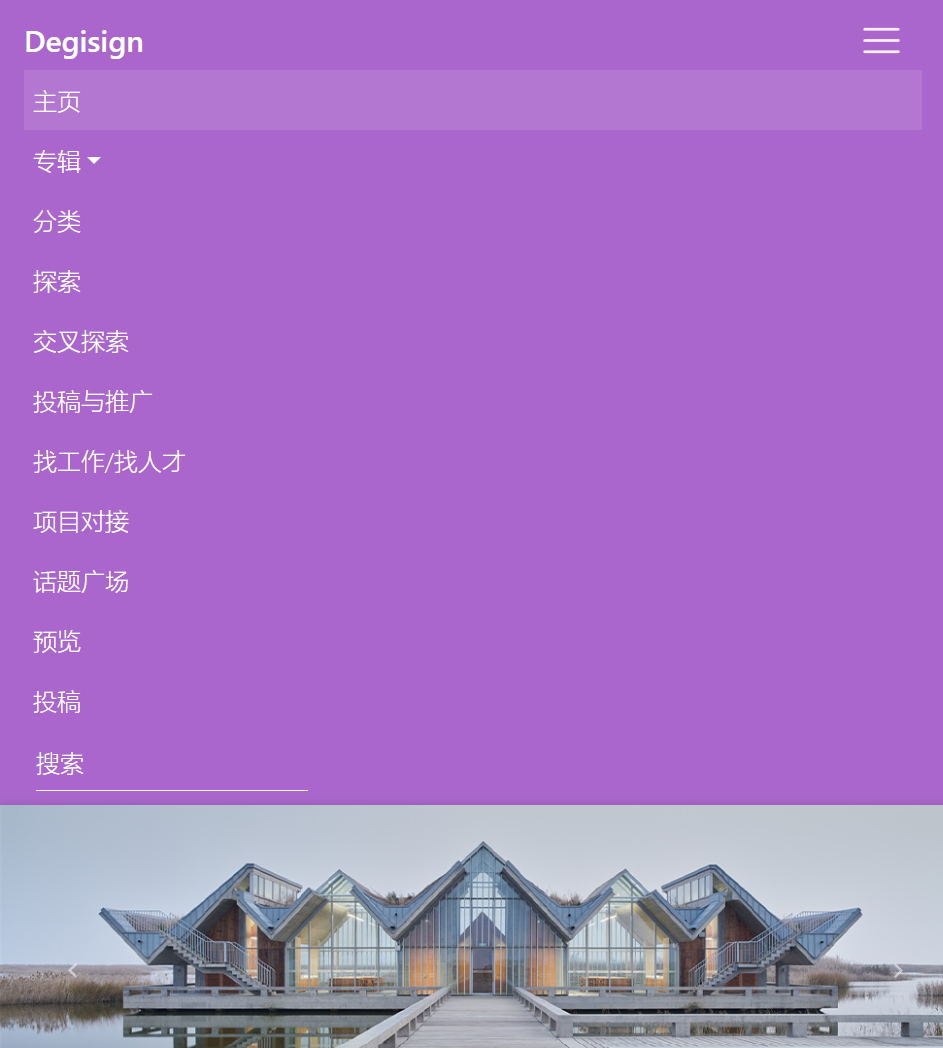 Degisign
主页
专辑
分类
探索
交叉探索
投稿与推广
找工作/找人才
项目对接
话题广场
预览
投稿
搜索